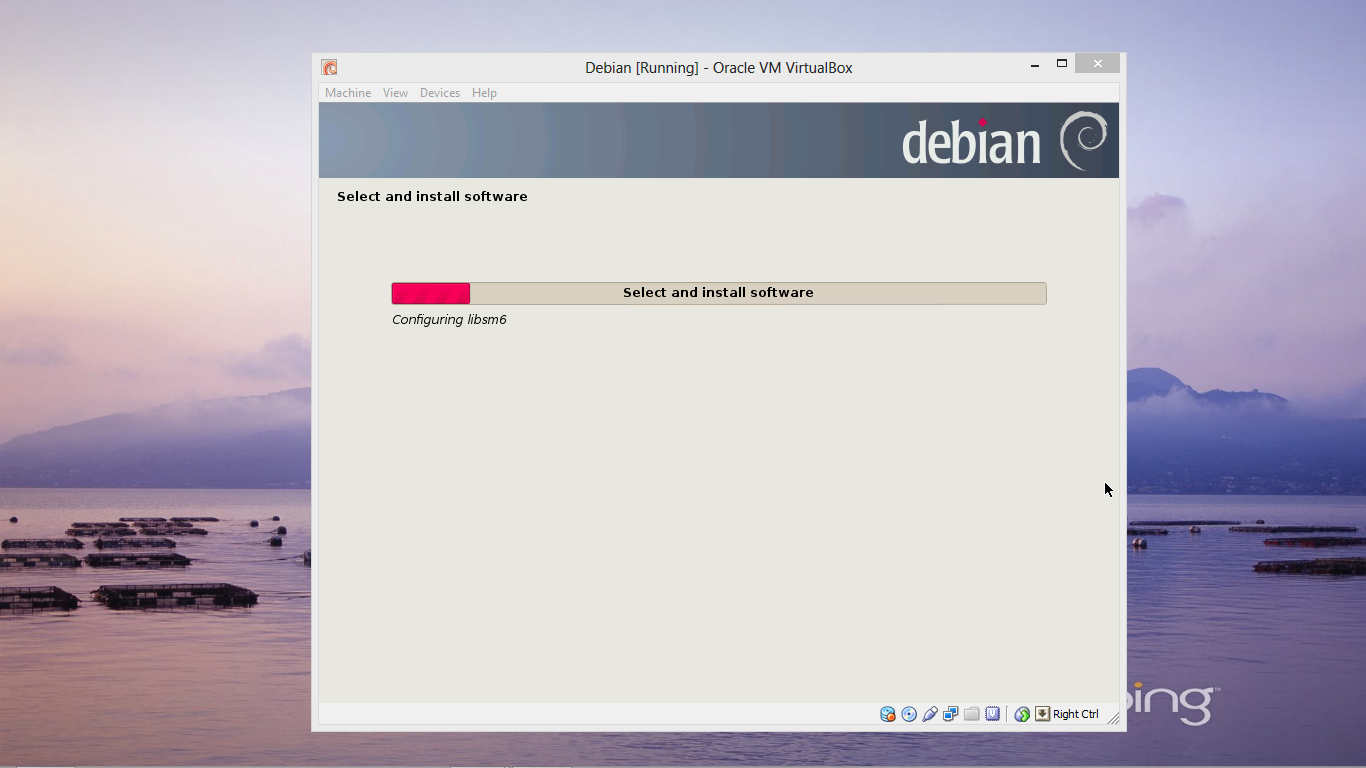 Debian [Running] - Oracle VM VirtualBox
Machine View Devices Help
debian
Select and install software
Select and install software
Configuring libsm6
bing™
Right Ctrl